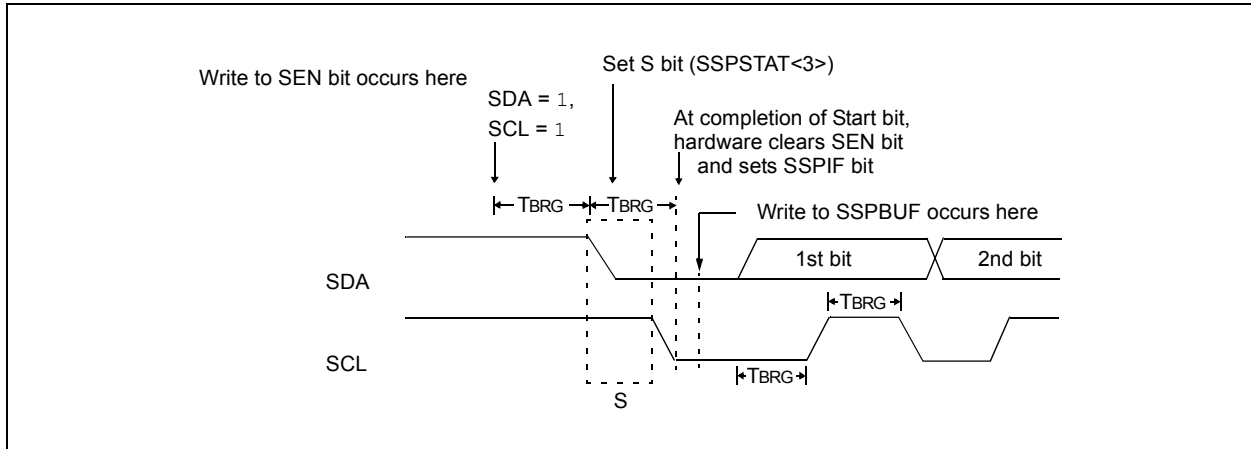 Write to SEN bit occurs here
Set S bit (SSPSTAT<3>)
SDA = 1,
SCL = 1
At completion of Start bit,
hardware clears SEN bit
and sets SSPIF bit
TBRG
TBRG
Write to SSPBUF occurs here
SDA
1st bit
2nd bit
TBRG
SCL
TBRG
S